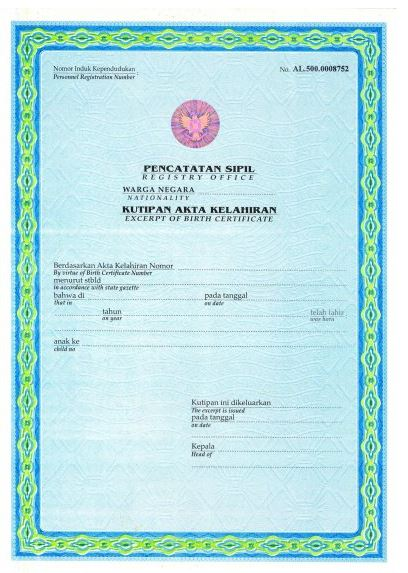 Nomor Induk Kependudukan
Personnel Registration Number
No. AL.500.0008752
PENCATATAN SIPIL
REGISTRY OFFICE
WARGA NEGARA
NATIONALITY
KUTIPAN AKTA KELAHIRAN
EXCERPT OF BIRTH CERTIFICATE
Berdasarkan Akta Kelahiran Nomor
By virtue of Birth Certificate Number
menurut stbld
in accordance with state gazette
bahwa di pada tanggal
that in on date
tahun telah lahir
on year was born
anak ke
child no
Kutipan ini dikeluarkan
The excerpt is issued
pada tanggal
on date
Kepala
Head of